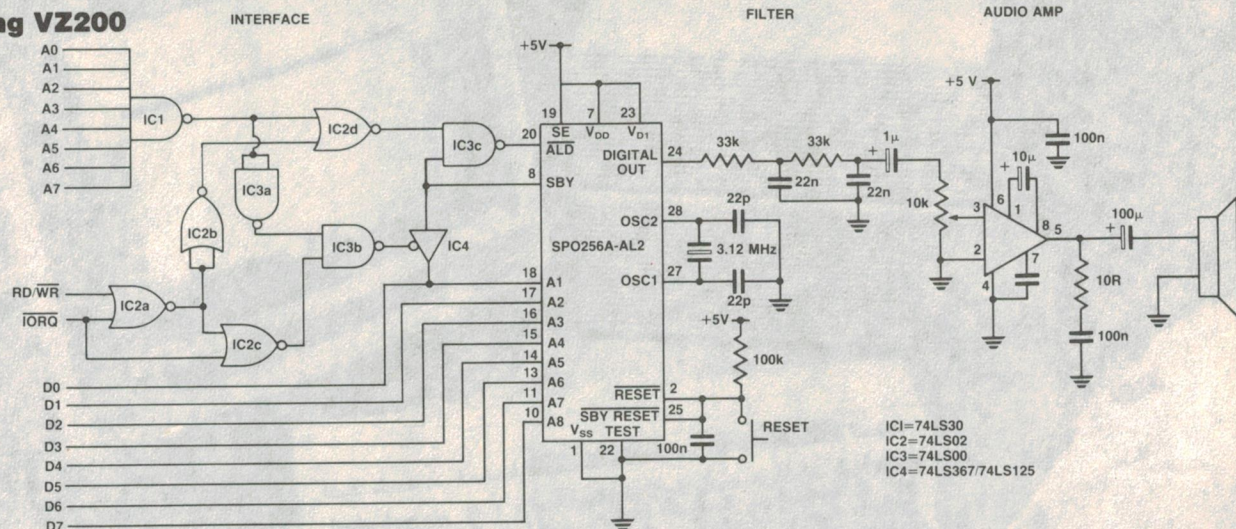 ng VZ200
INTERFACE
FILTER
AUDIO AMP
A0
A1
A2
A3
A4
A5
A6
A7
IC1
IC2d
IC3c
IC3a
IC2b
IC3b
IC4
RD/WR
IORQ
IC2a
IC2c
D0
D1
D2
D3
D4
D5
D6
D7
+5V
19
7
23
SE
VDD
VD1
20
ALD
8
SBY
DIGITAL
OUT
24
OSC2
28
SPO256A-AL2
OSC1
27
18
A1
17
A2
16
A3
15
A4
14
A5
13
A6
11
A7
10
A8
RESET
2
SBY RESET
25
VSS
TEST
1
22
33k
33k
22n
22n
1μ
+
10k
22p
3.12 MHz
22p
+5V
100k
100n
RESET
+5 V
100n
10μ
+
3
6
1
8
5
2
7
4
100μ
+
10R
100n
ICI=74LS30
IC2=74LS02
IC3=74LS00
IC4=74LS367/74LS125